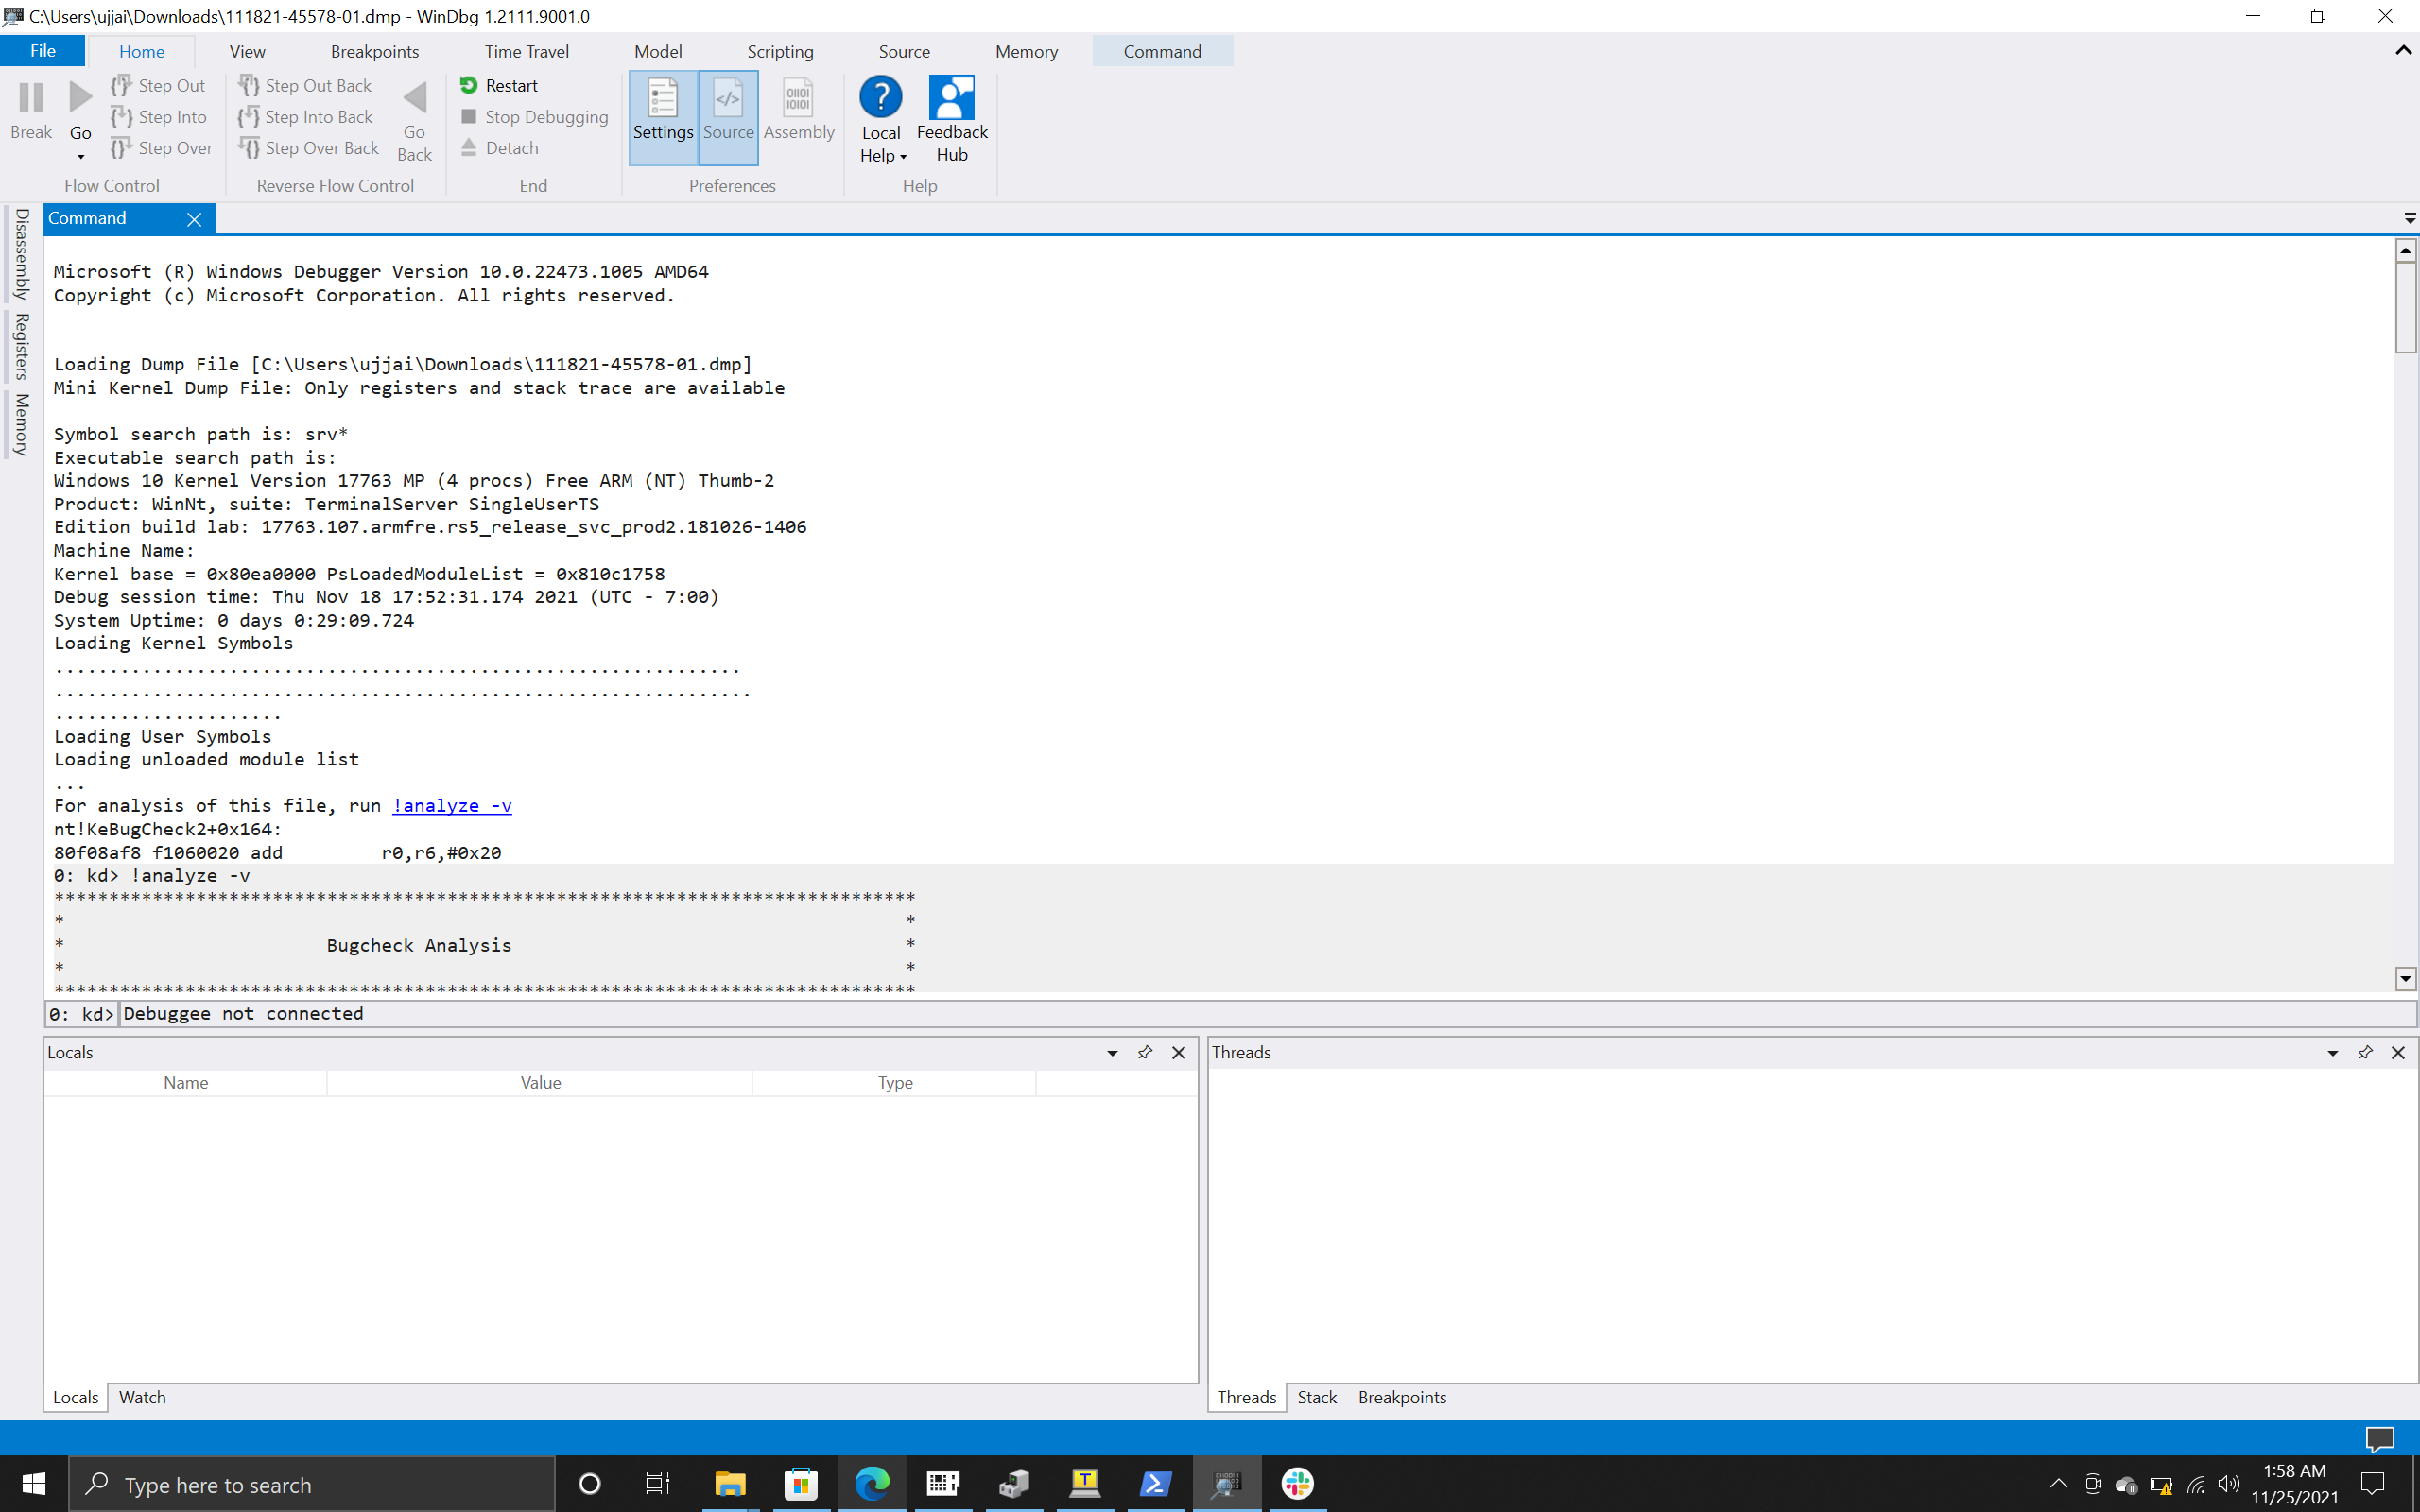 C:\Users\ujjai\Downloads\111821-45578-01.dmp - WinDbg 1.2111.9001.0
File Home View Breakpoints Time Travel Model Scripting Source Memory Command
Break
Go
Step Out
Step Into
Step Over
Flow Control
Step Out Back
Step Into Back
Step Over Back
Go Back
Reverse Flow Control
Restart
Stop Debugging
Detach
End
Settings Source Assembly
Preferences
Local Help
Feedback Hub
Help
Disassembly
Registers
Memory
Command
Microsoft (R) Windows Debugger Version 10.0.22473.1005 AMD64
Copyright (c) Microsoft Corporation. All rights reserved.
Loading Dump File [C:\Users\ujjai\Downloads\111821-45578-01.dmp]
Mini Kernel Dump File: Only registers and stack trace are available
Symbol search path is: srv*
Executable search path is:
Windows 10 Kernel Version 17763 MP (4 procs) Free ARM (NT) Thumb-2
Product: WinNt, suite: TerminalServer SingleUserTS
Edition build lab: 17763.107.armfre.rs5_release_svc_prod2.181026-1406
Machine Name:
Kernel base = 0x80ea0000 PsLoadedModuleList = 0x810c1758
Debug session time: Thu Nov 18 17:52:31.174 2021 (UTC - 7:00)
System Uptime: 0 days 0:29:09.724
Loading Kernel Symbols
...............................................................
................................................................
.....................
Loading User Symbols
Loading unloaded module list
...
For analysis of this file, run !analyze -v
nt!KeBugCheck2+0x164:
80f08af8 f1060020 add         r0,r6,#0x20
0: kd> !analyze -v
*******************************************************************************
*                                                                             *
*                        Bugcheck Analysis                                    *
*                                                                             *
*******************************************************************************
0: kd> Debuggee not connected
Locals
Name Value Type
Locals Watch
Threads
Threads Stack Breakpoints
Type here to search
1:58 AM
11/25/2021